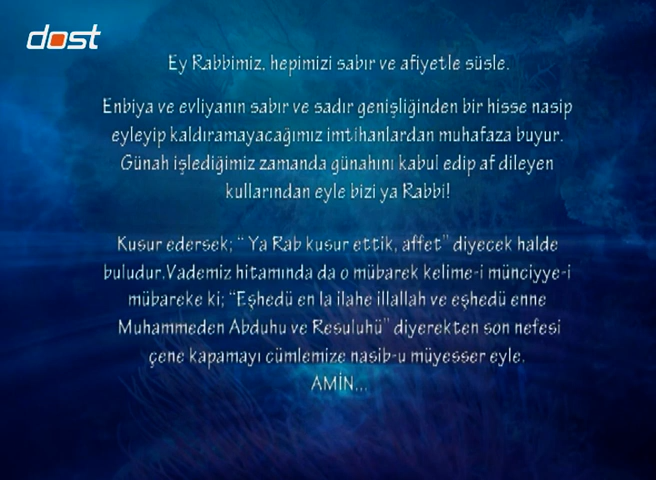 dost
Ey Rabbimiz, hepimizi sabır ve afiyetle süsle.
Enbiya ve evliyanın sabır ve sadır genişliğinden bir hisse nasip
eyleyip kaldıramayacağımız imtihanlardan muhafaza buyur.
Günah işlediğimiz zamanda günahını kabul edip af dileyen
kullarından eyle bizi ya Rabbi!
Kusur edersek; “ Ya Rab kusur ettik, affet” diyecek halde
buludur.Vademiz hitamında da o mübarek kelime-i münciyye-i
mübareke ki; “Eşhedü en la ilahe illallah ve eşhedü enne
Muhammeden Abduhu ve Resuluhü” diyerekten son nefesi
çene kapamayı cümlemize nasib-u müyesser eyle.
AMİN...